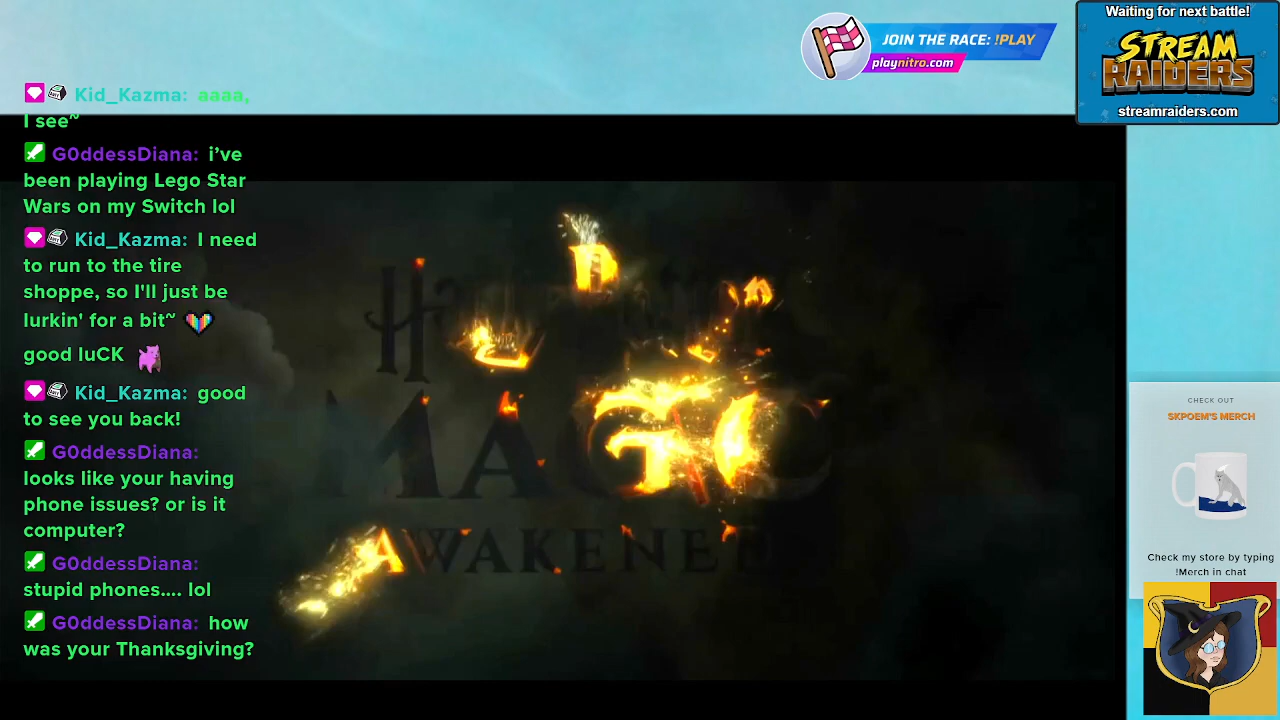 Waiting for next battle!
STREAM
RAIDERS
streamraiders.com
JOIN THE RACE: !PLAY
playnitro.com
Kid_Kazma: aaaa,
I see~
G0ddessDiana: i’ve
been playing Lego Star
Wars on my Switch lol
Kid_Kazma: I need
to run to the tire
shoppe, so I'll just be
lurkin' for a bit~
good luCK
Kid_Kazma: good
to see you back!
G0ddessDiana:
looks like your having
phone issues? or is it
computer?
G0ddessDiana:
stupid phones.... lol
G0ddessDiana: how
was your Thanksgiving?
MAGIC
AWAKENED
CHECK OUT
SKPOEM'S MERCH
Check my store by typing
!Merch in chat